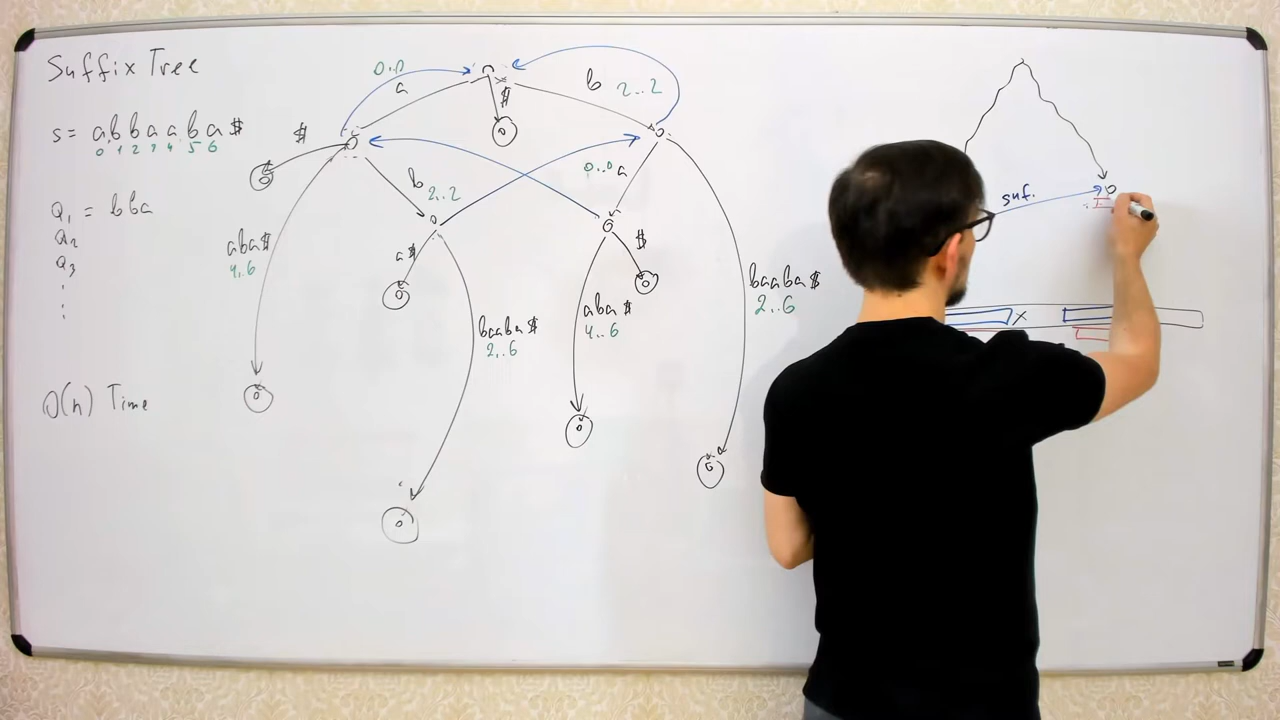 Suffix Tree
s= abbaaba$
0 1 2 3 4 5 6
Q1 = bba
Q2
Q3
O(n) Time
0..0
a
$
b
2..2
$
b
2..2
0..0 a
$
aba$
4..6
a$
baaba$
2..6
aba$
4..6
baaba$
2..6
suf.
x